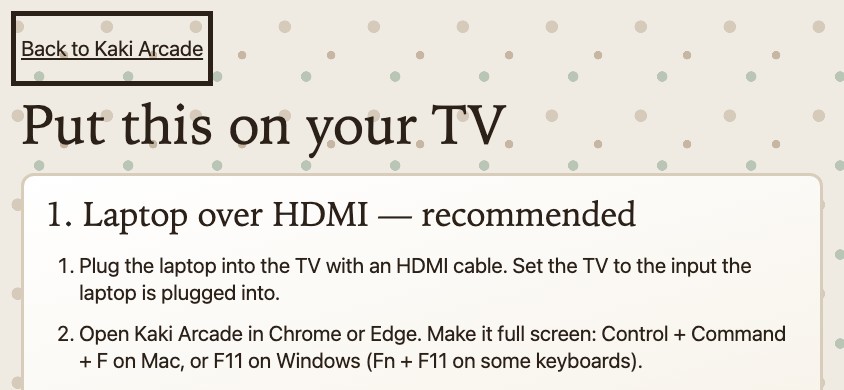 Back to Kaki Arcade
Put this on your TV
1. Laptop over HDMI — recommended
1. Plug the laptop into the TV with an HDMI cable. Set the TV to the input the
laptop is plugged into.
2. Open Kaki Arcade in Chrome or Edge. Make it full screen: Control + Command
+ F on Mac, or F11 on Windows (Fn + F11 on some keyboards).